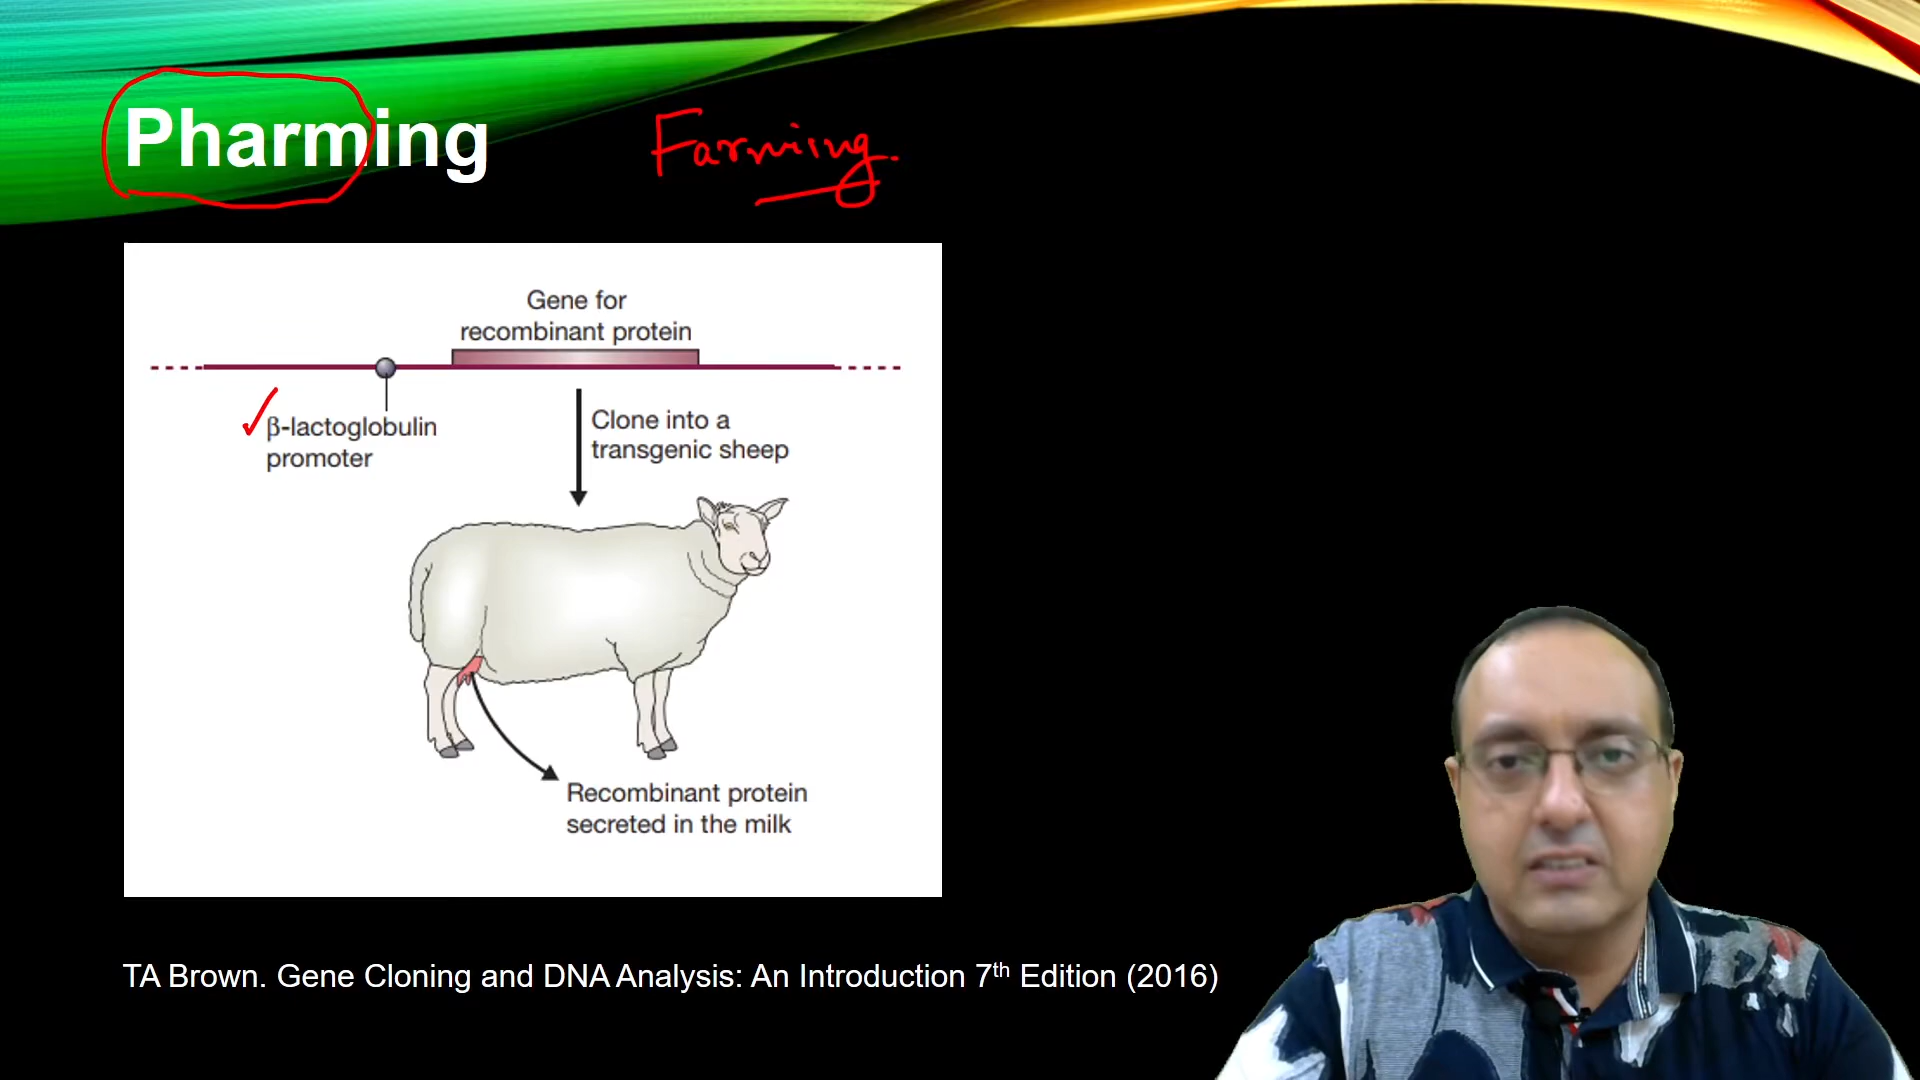 Pharming
Farming.
Gene for
recombinant protein
β-lactoglobulin
promoter
Clone into a
transgenic sheep
Recombinant protein
secreted in the milk
TA Brown. Gene Cloning and DNA Analysis: An Introduction 7th Edition (2016)